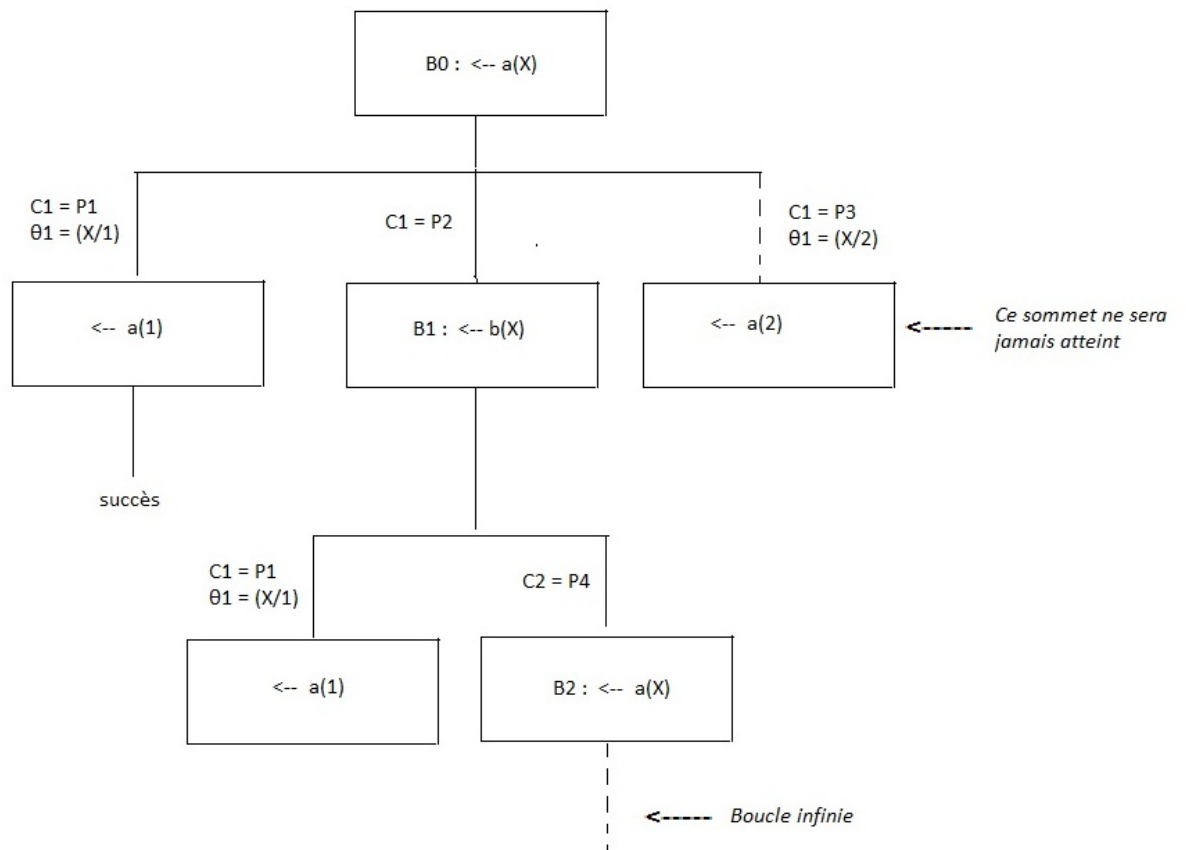 B0 : <-- a(X)
C1 = P1
θ1 = (X/1)
C1 = P2
C1 = P3
θ1 = (X/2)
<-- a(1)
B1 : <-- b(X)
<-- a(2)
Ce sommet ne sera
jamais atteint
succès
C1 = P1
θ1 = (X/1)
C2 = P4
<-- a(1)
B2 : <-- a(X)
Boucle infinie